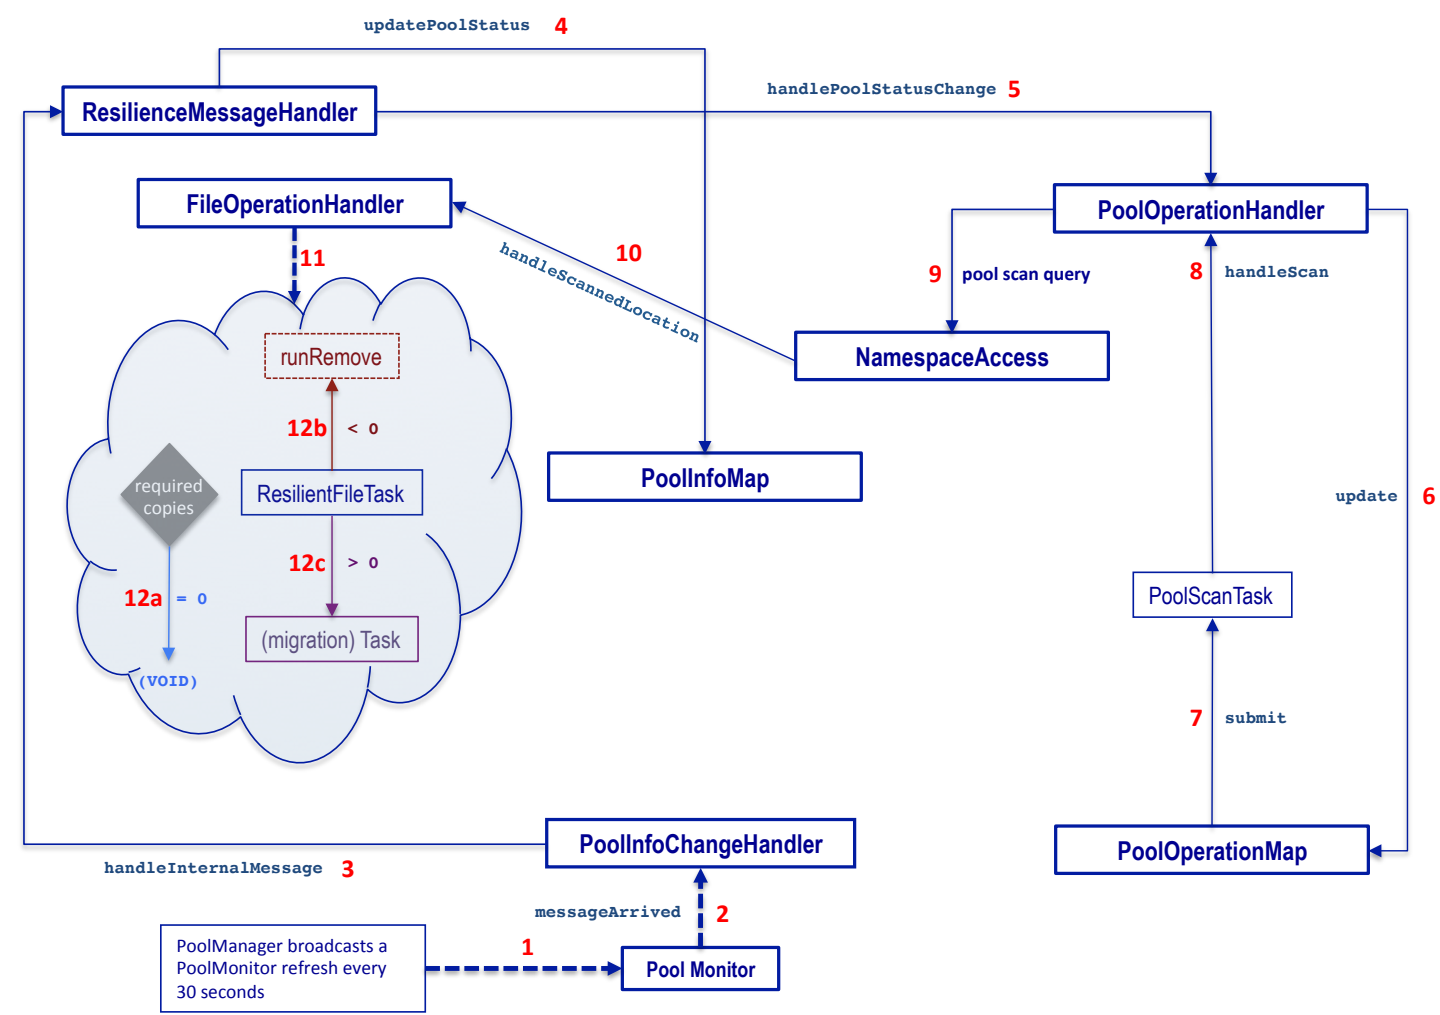 updatePoolStatus 4
handlePoolStatusChange 5
ResilienceMessageHandler
FileOperationHandler
PoolOperationHandler
11
10
handleScannedLocation
9 pool scan query
8 handleScan
runRemove
NamespaceAccess
12b < 0
required
copies
ResilientFileTask
PoolInfoMap
update 6
12c > 0
12a = 0
PoolScanTask
(migration) Task
(VOID)
7 submit
PoolInfoChangeHandler
PoolOperationMap
handleInternalMessage 3
messageArrived 2
PoolManager broadcasts a
PoolMonitor refresh every
30 seconds
1
Pool Monitor